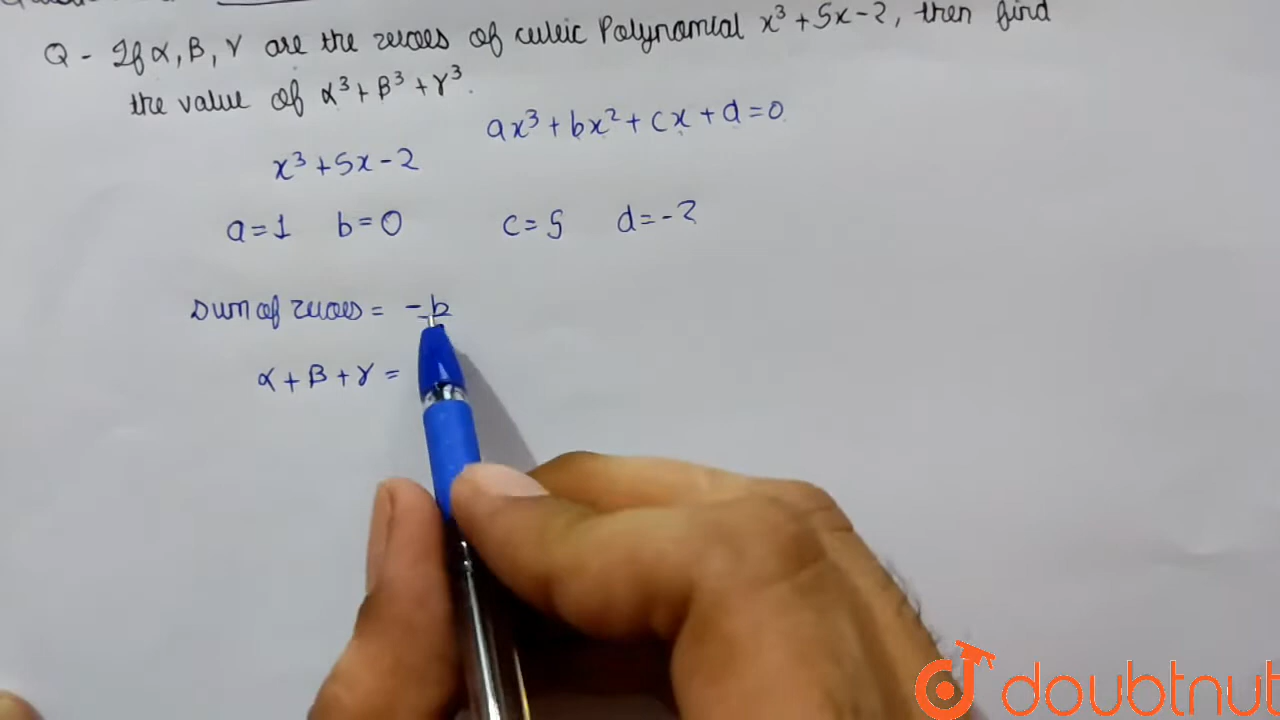 Q - If α, β, γ are the zeroes of cubic Polynomial x³ + 5x - 2, then find
the value of α³ + β³ + γ³.
ax³ + bx² + cx + d = 0
x³ + 5x - 2
a = 1 b = 0 c = 5 d = -2
Sum of zeroes = -b
α + β + γ =
doubtnut